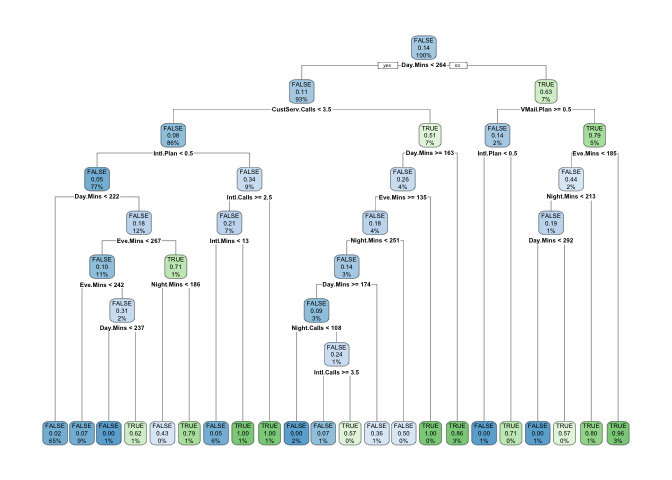 FALSE
0.14
100%
yes Day.Mins < 264 no
FALSE
0.11
93%
TRUE
0.63
7%
CustServ.Calls < 3.5
VMail.Plan >= 0.5
FALSE
0.08
86%
TRUE
0.51
7%
FALSE
0.14
2%
TRUE
0.79
5%
Intl.Plan < 0.5
Day.Mins >= 163
Intl.Plan < 0.5
Eve.Mins < 185
FALSE
0.05
77%
FALSE
0.34
9%
FALSE
0.26
4%
FALSE
0.44
2%
Day.Mins < 222
Intl.Calls >= 2.5
Eve.Mins >= 135
Night.Mins < 213
FALSE
0.18
12%
FALSE
0.21
7%
FALSE
0.18
4%
FALSE
0.19
1%
Eve.Mins < 267
Intl.Mins < 13
Night.Mins < 251
Day.Mins < 292
FALSE
0.10
11%
TRUE
0.71
1%
FALSE
0.14
3%
Eve.Mins < 242
Night.Mins < 186
Day.Mins >= 174
FALSE
0.31
2%
FALSE
0.09
3%
Day.Mins < 237
Night.Calls < 108
FALSE
0.24
1%
Intl.Calls >= 3.5
FALSE
0.02
65%
FALSE
0.07
9%
FALSE
0.00
1%
TRUE
0.62
1%
FALSE
0.43
0%
TRUE
0.79
1%
FALSE
0.05
6%
TRUE
1.00
1%
TRUE
1.00
1%
FALSE
0.00
2%
FALSE
0.07
1%
TRUE
0.57
0%
FALSE
0.36
1%
FALSE
0.50
0%
TRUE
1.00
0%
TRUE
0.86
3%
FALSE
0.00
1%
TRUE
0.71
0%
FALSE
0.00
1%
TRUE
0.57
0%
TRUE
0.80
1%
TRUE
0.96
3%